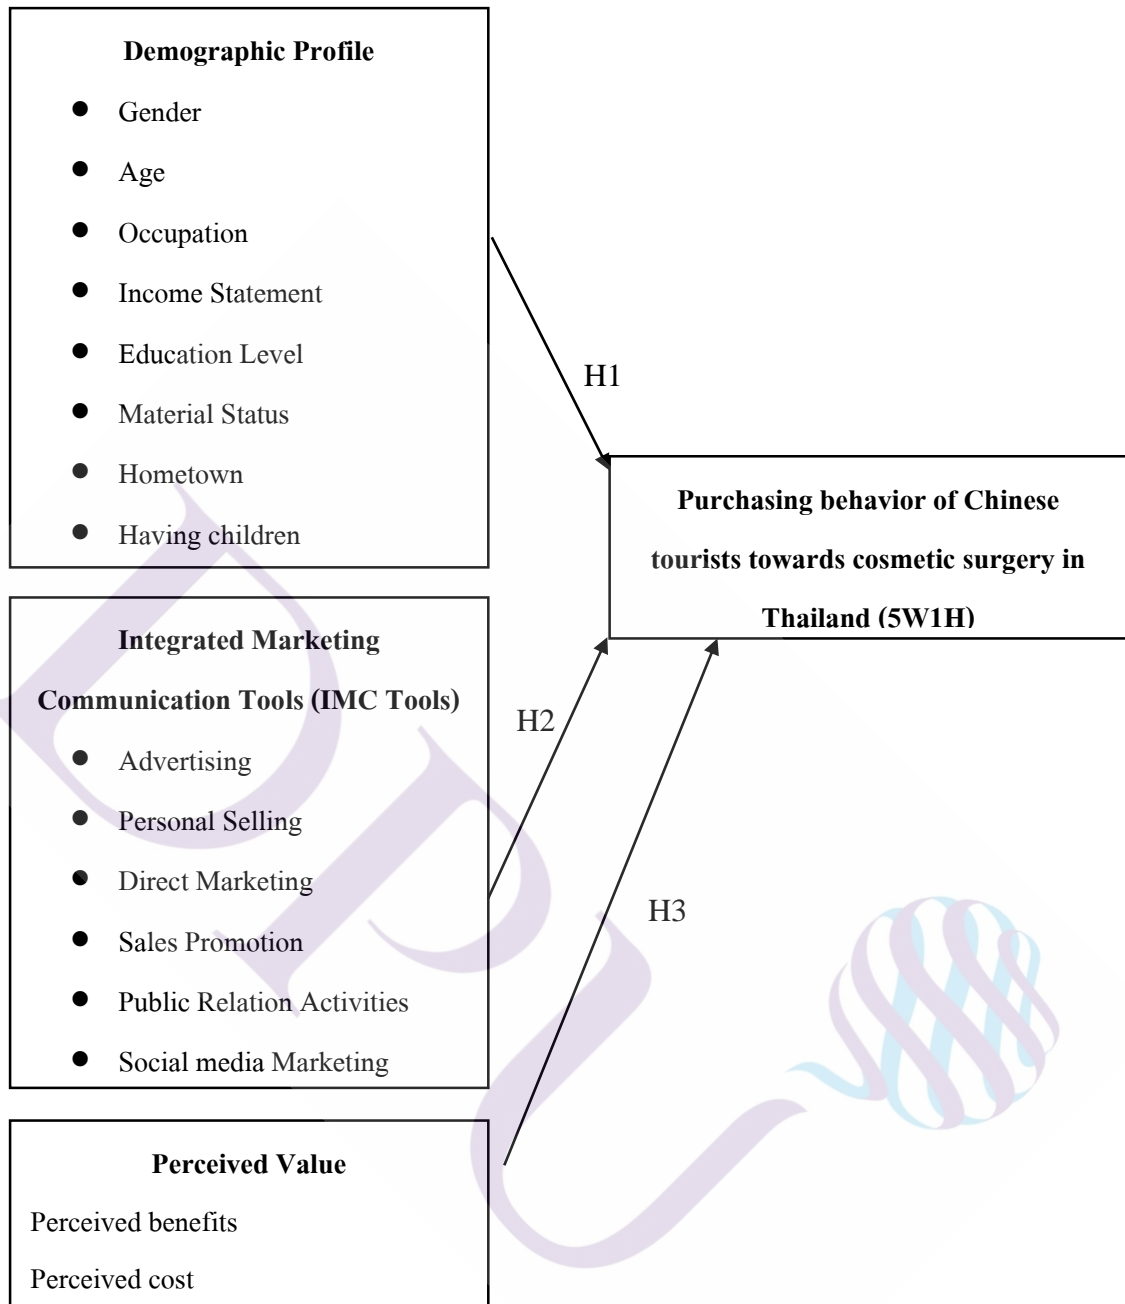 Demographic Profile
● Gender
● Age
● Occupation
● Income Statement
● Education Level
● Material Status
● Hometown
● Having children
H1
Purchasing behavior of Chinese
tourists towards cosmetic surgery in
Thailand (5W1H)
Integrated Marketing
Communication Tools (IMC Tools)
● Advertising
● Personal Selling
● Direct Marketing
● Sales Promotion
● Public Relation Activities
● Social media Marketing
H2
H3
Perceived Value
Perceived benefits
Perceived cost
DPU